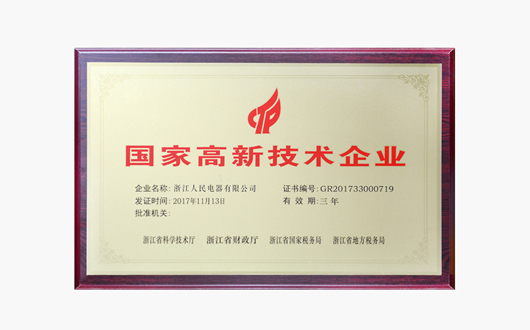 国家高新技术企业
企业名称: 浙江人民电器有限公司 证书编号: GR201733000719
发证时间: 2017年11月13日 有 效 期: 三年
批准机关:
浙江省科学技术厅 浙江省财政厅 浙江省国家税务局 浙江省地方税务局